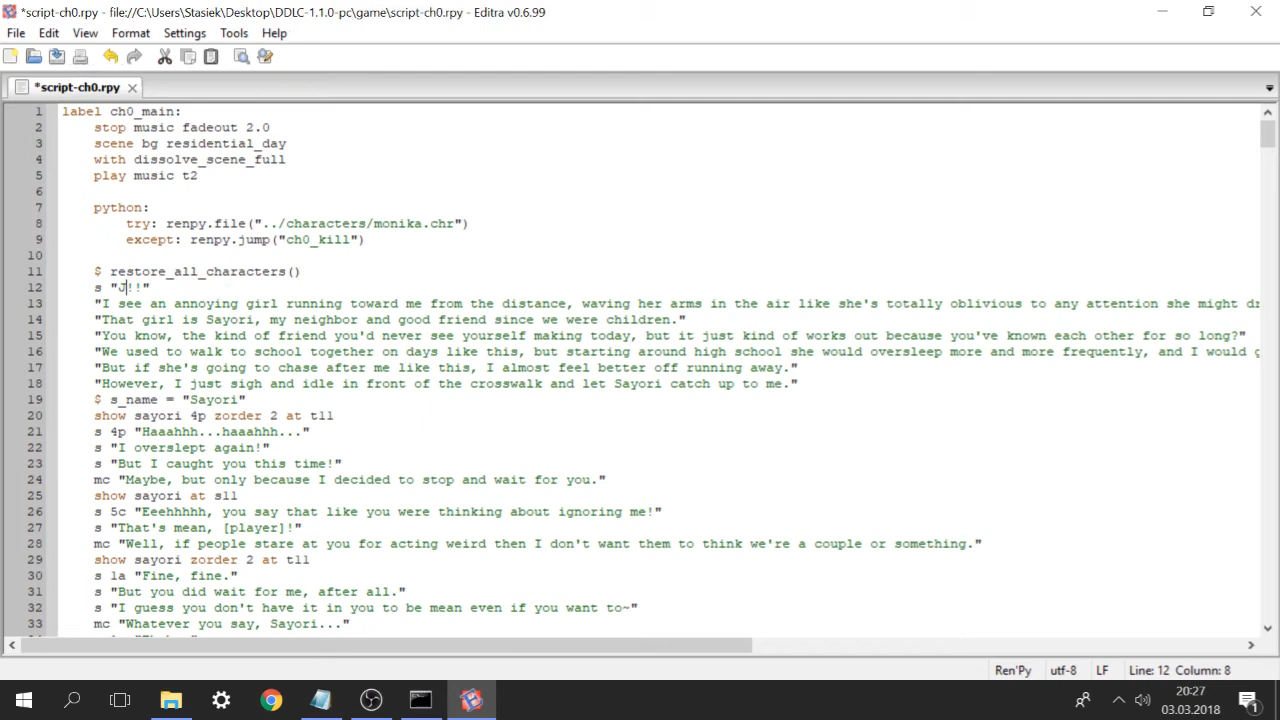 *script-ch0.rpy - file://C:\Users\Stasiek\Desktop\DDLC-1.1.0-pc\game\script-ch0.rpy - Editra v0.6.99
File Edit View Format Settings Tools Help
*script-ch0.rpy
1 label ch0_main:
2 stop music fadeout 2.0
3 scene bg residential_day
4 with dissolve_scene_full
5 play music t2
6
7 python:
8 try: renpy.file("../characters/monika.chr")
9 except: renpy.jump("ch0_kill")
10
11 $ restore_all_characters()
12 s "J!!"
13 "I see an annoying girl running toward me from the distance, waving her arms in the air like she's totally oblivious to any attention she might
14 "That girl is Sayori, my neighbor and good friend since we were children."
15 "You know, the kind of friend you'd never see yourself making today, but it just kind of works out because you've known each other for so long?"
16 "We used to walk to school together on days like this, but starting around high school she would oversleep more and more frequently, and I would
17 "But if she's going to chase after me like this, I almost feel better off running away."
18 "However, I just sigh and idle in front of the crosswalk and let Sayori catch up to me."
19 $ s_name = "Sayori"
20 show sayori 4p zorder 2 at t11
21 s 4p "Haaahhh...haaahhh..."
22 s "I overslept again!"
23 s "But I caught you this time!"
24 mc "Maybe, but only because I decided to stop and wait for you."
25 show sayori at s11
26 s 5c "Eeehhhhh, you say that like you were thinking about ignoring me!"
27 s "That's mean, [player]!"
28 mc "Well, if people stare at you for acting weird then I don't want them to think we're a couple or something."
29 show sayori zorder 2 at t11
30 s 1a "Fine, fine."
31 s "But you did wait for me, after all."
32 s "I guess you don't have it in you to be mean even if you want to~"
33 mc "Whatever you say, Sayori..."
Ren'Py utf-8 LF Line: 12 Column: 8
20:27
03.03.2018
1